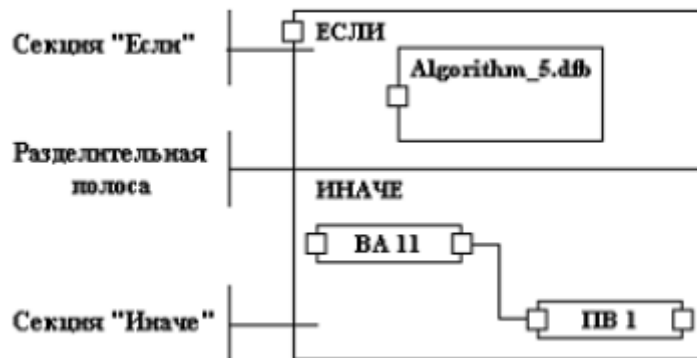 Секция "Если"
ЕСЛИ
Algorithm_5.dfb
Разделительная
полоса
ИНАЧЕ
ВА 11
Секция "Иначе"
ПВ 1